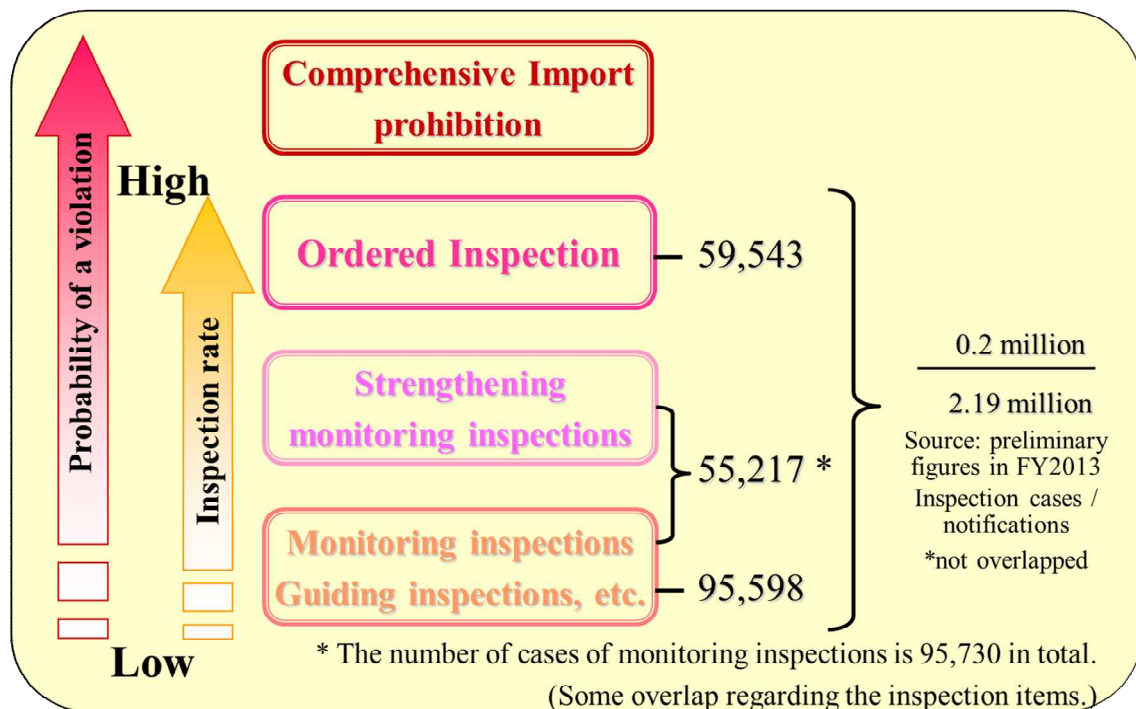 Comprehensive Import
prohibition
Probability of a violation
High
Inspection rate
Ordered Inspection
59,543
Strengthening
monitoring inspections
55,217 *
Monitoring inspections
Guiding inspections, etc.
95,598
Low
0.2 million
2.19 million
Source: preliminary
figures in FY2013
Inspection cases /
notifications
*not overlapped
* The number of cases of monitoring inspections is 95,730 in total.
(Some overlap regarding the inspection items.)